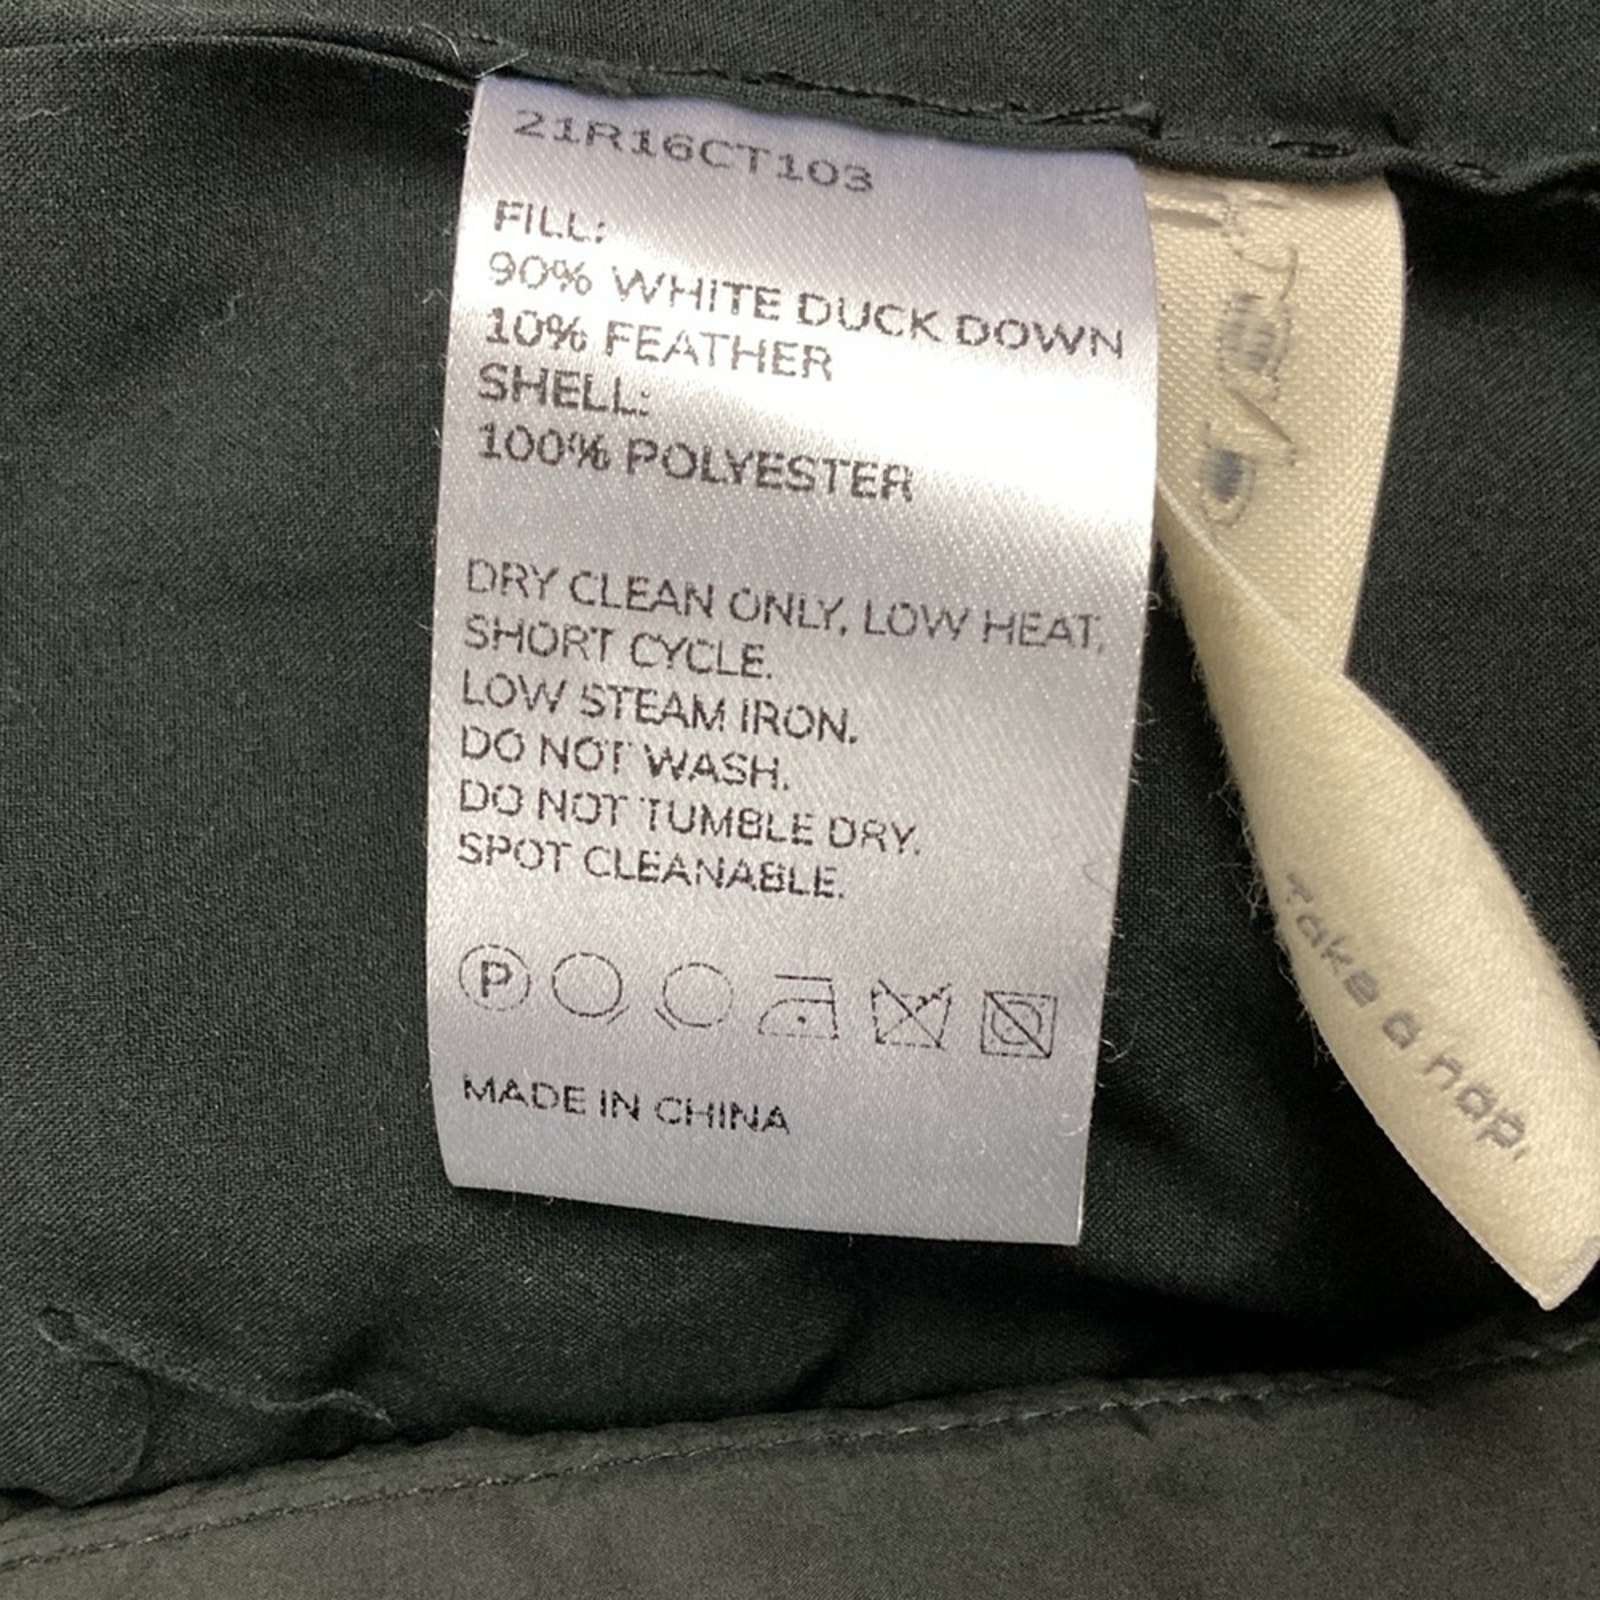 21R16CT103
FILL:
90% WHITE DUCK DOWN
10% FEATHER
SHELL:
100% POLYESTER
DRY CLEAN ONLY, LOW HEAT,
SHORT CYCLE.
LOW STEAM IRON.
DO NOT WASH.
DO NOT TUMBLE DRY.
SPOT CLEANABLE.
P
MADE IN CHINA
Take a nap.